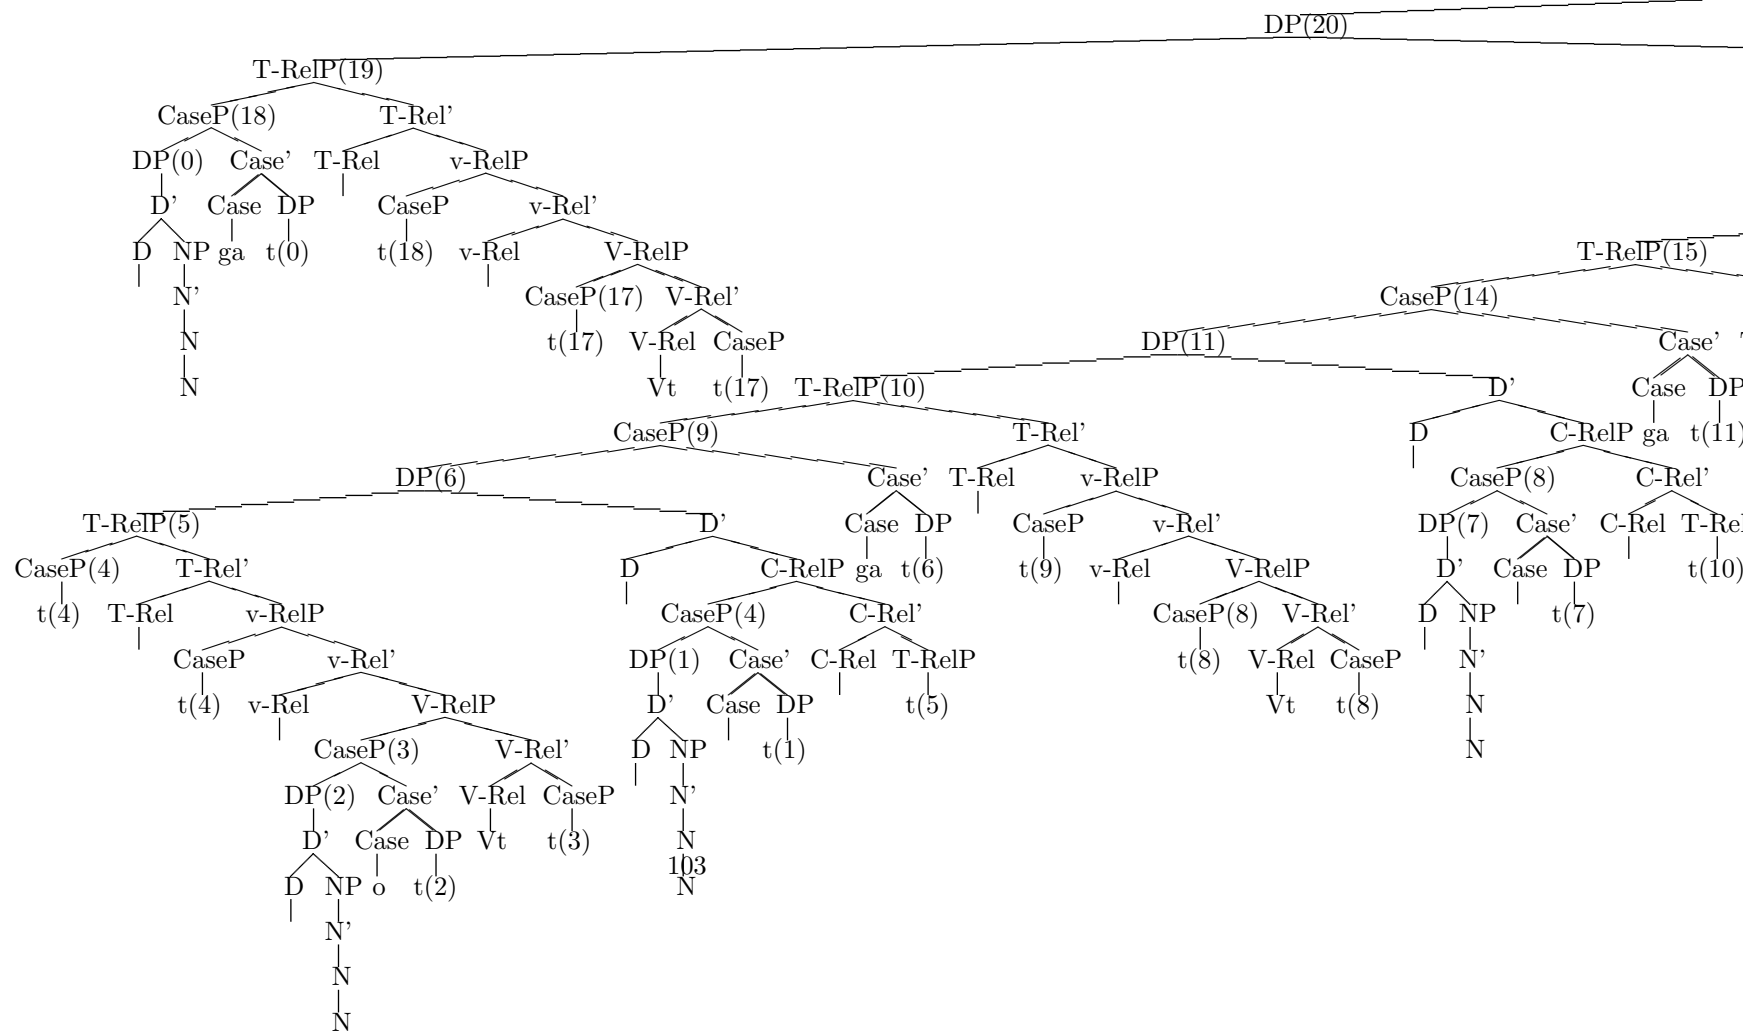 DP(20)
T-RelP(19)
CaseP(18) T-Rel'
DP(0) Case' T-Rel v-RelP
D' Case DP CaseP v-Rel'
D NP ga t(0) t(18) v-Rel V-RelP T-RelP(15)
N' CaseP(17) V-Rel' CaseP(14)
N t(17) V-Rel CaseP DP(11) Case'
N Vt t(17) T-RelP(10) D' Case DP
CaseP(9) T-Rel' D C-RelP ga t(11)
DP(6) Case' T-Rel v-RelP CaseP(8) C-Rel'
T-RelP(5) D' Case DP CaseP v-Rel' DP(7) Case' C-Rel T-Rel
CaseP(4) T-Rel' D C-RelP ga t(6) t(9) v-Rel V-RelP D' Case DP t(10)
t(4) T-Rel v-RelP CaseP(4) C-Rel' CaseP(8) V-Rel' D NP t(7)
CaseP v-Rel' DP(1) Case' C-Rel T-RelP t(8) V-Rel CaseP N'
t(4) v-Rel V-RelP D' Case DP t(5) Vt t(8) N
CaseP(3) V-Rel' D NP t(1) N
DP(2) Case' V-Rel CaseP N'
D' Case DP Vt t(3) N
103
D NP o t(2) N
N'
N
N